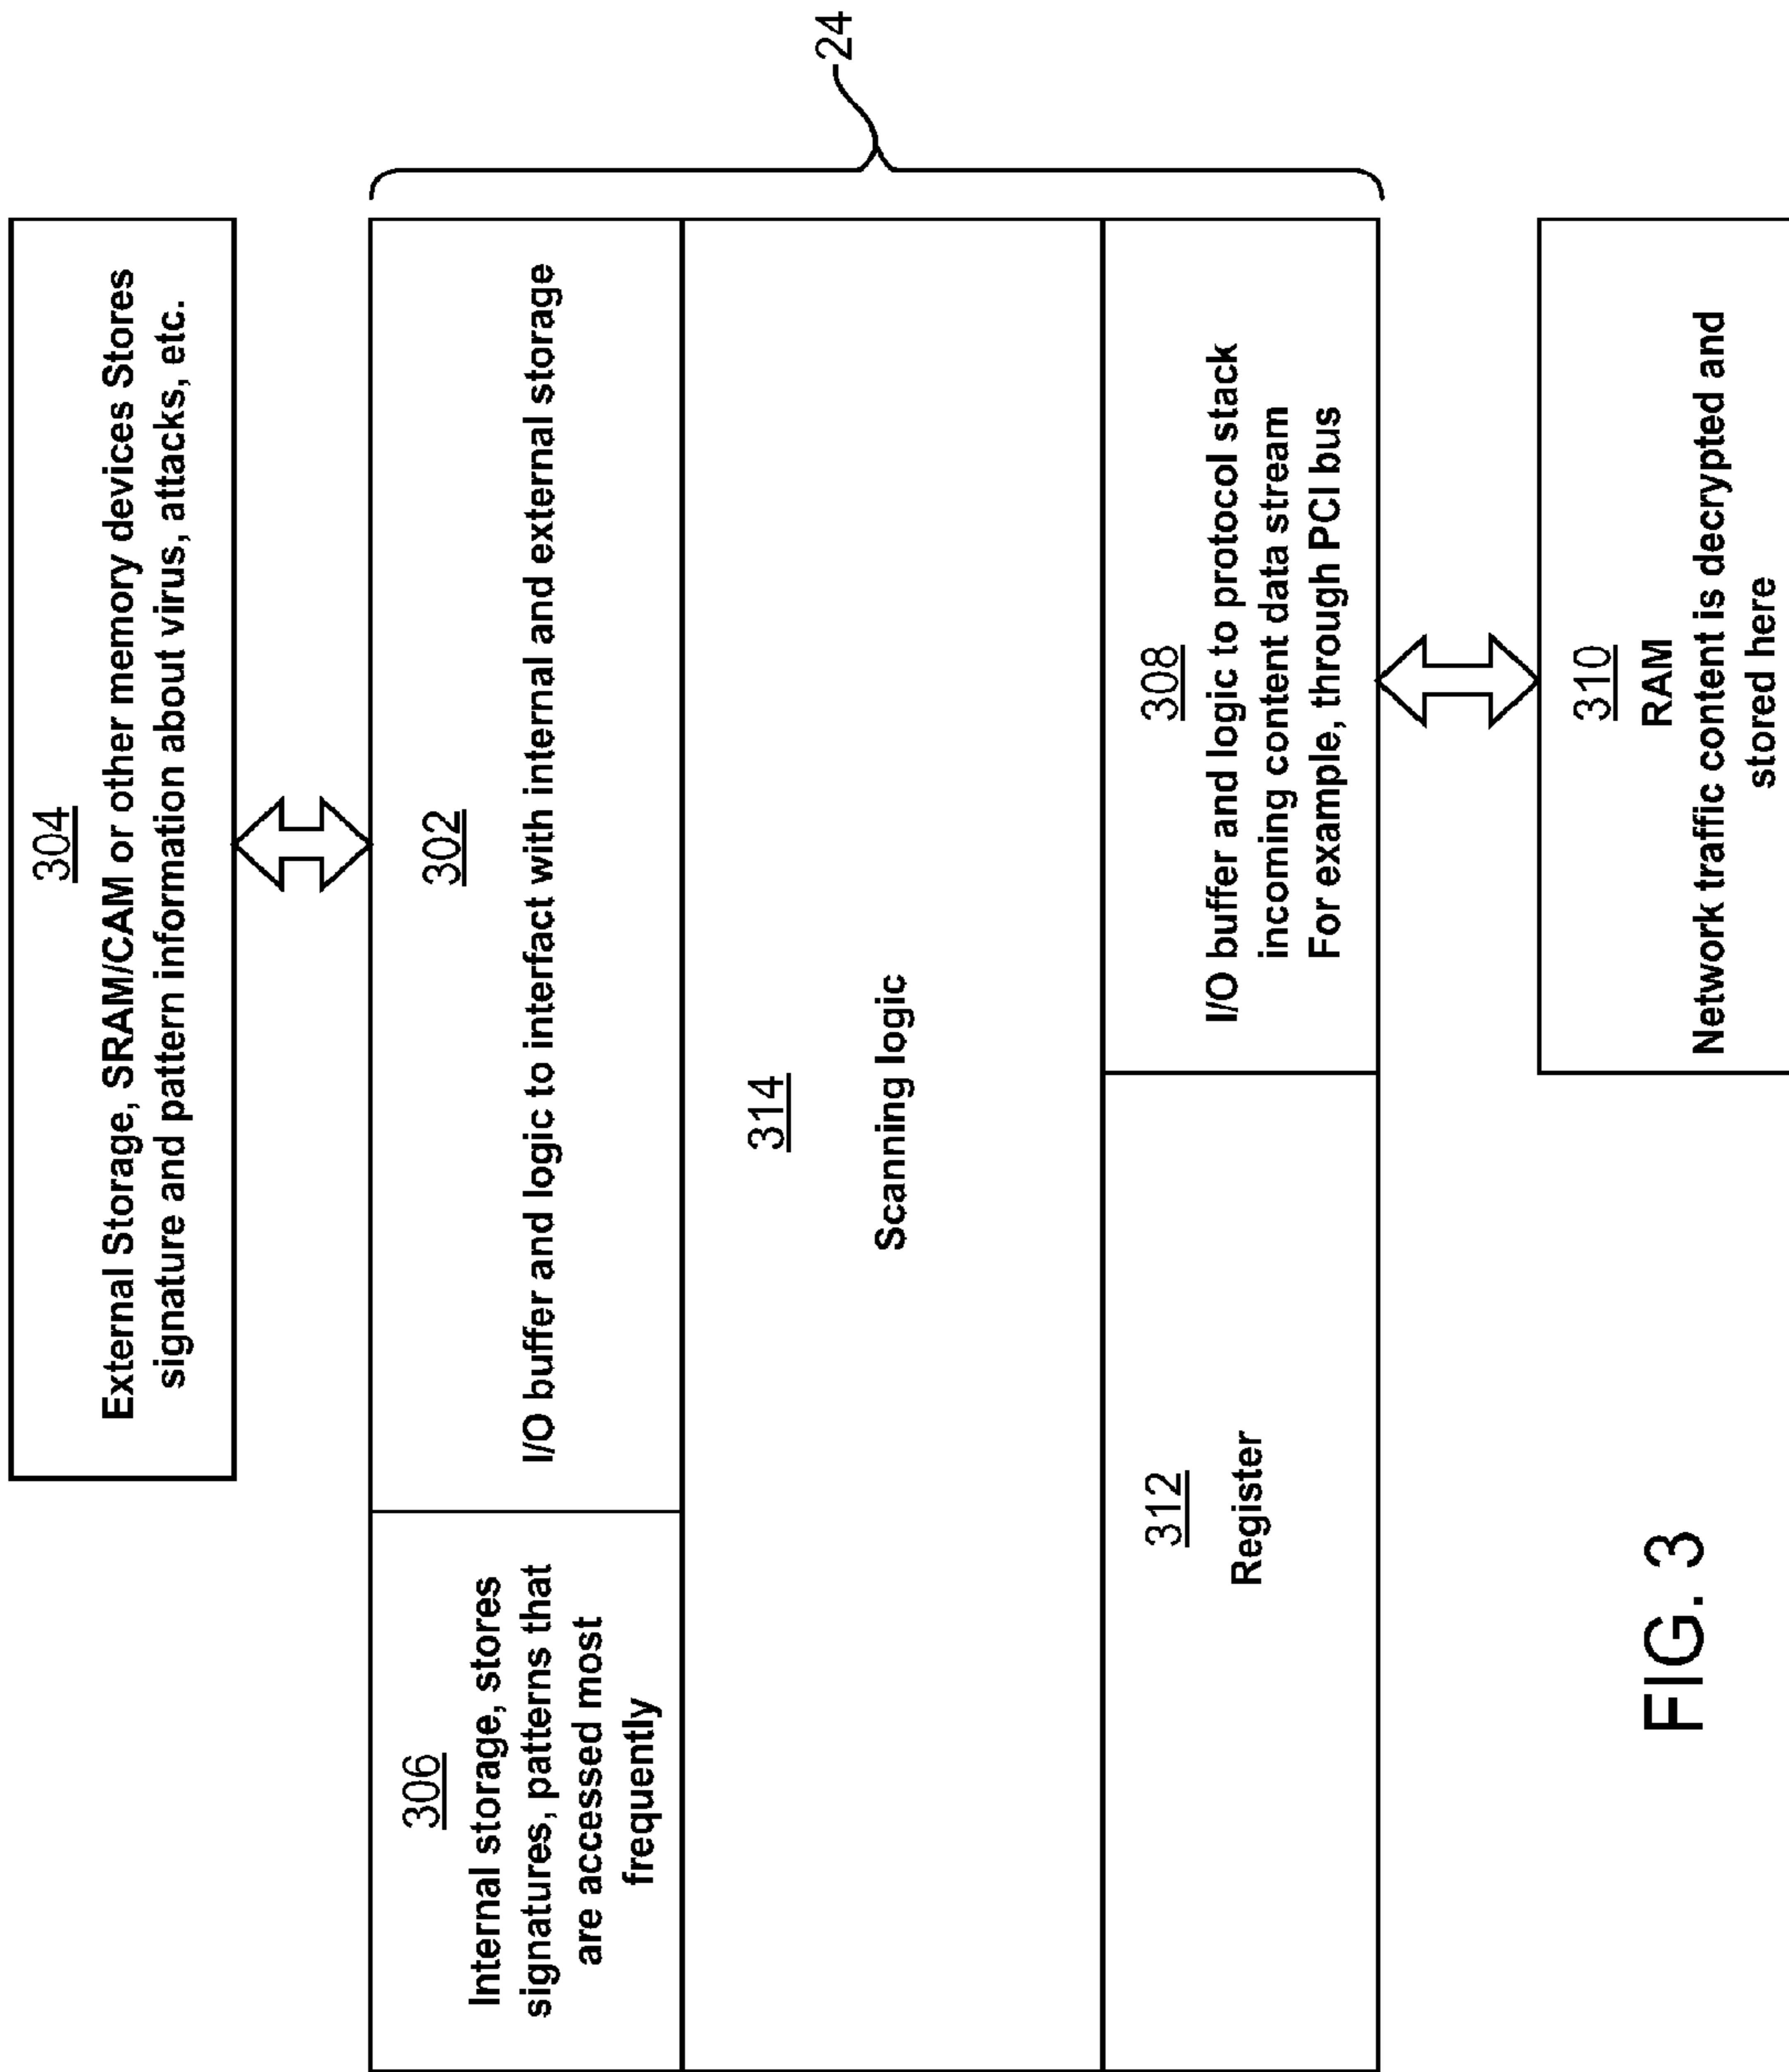 304
External Storage, SRAM/CAM or other memory devices Stores
signature and pattern information about virus, attacks, etc.
306
Internal storage, stores
signatures, patterns that
are accessed most
frequently
302
I/O buffer and logic to interfact with internal and external storage
24
314
Scanning logic
312
Register
308
I/O buffer and logic to protocol stack
incoming content data stream
For example, through PCI bus
310
RAM
Network traffic content is decrypted and
stored here
FIG. 3